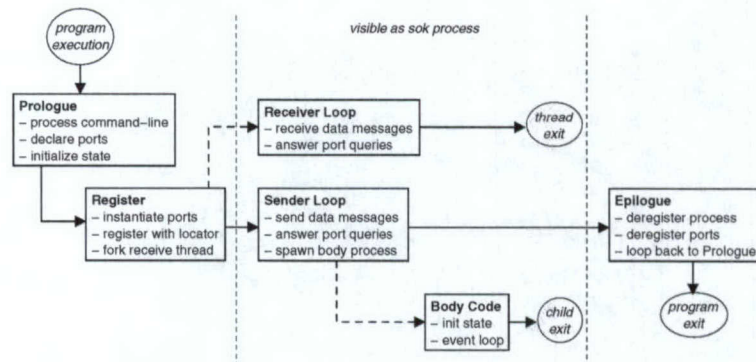 program
execution
visible as sok process
Prologue
– process command–line
– declare ports
– initialize state
Receiver Loop
– receive data messages
– answer port queries
thread
exit
Register
– instantiate ports
– register with locator
– fork receive thread
Sender Loop
– send data messages
– answer port queries
– spawn body process
Epilogue
– deregister process
– deregister ports
– loop back to Prologue
Body Code
– init state
– event loop
child
exit
program
exit